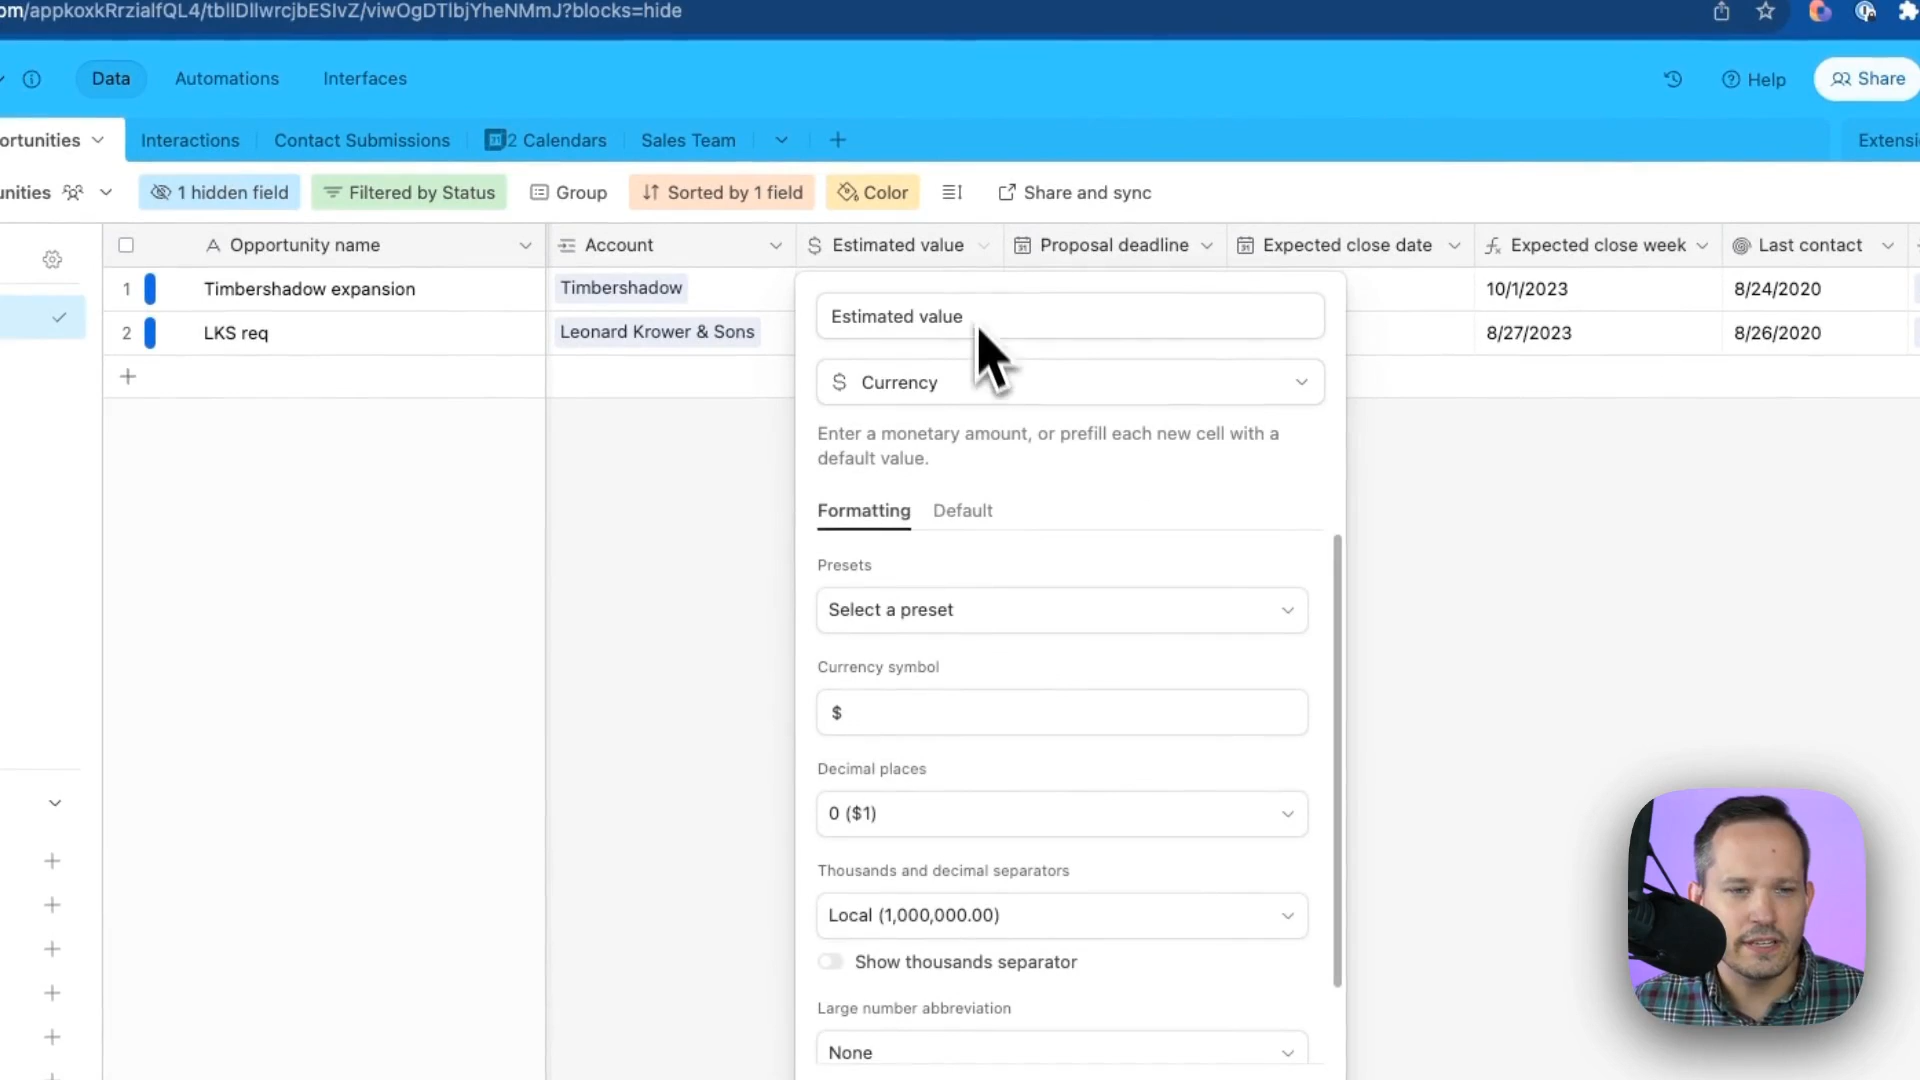 om/appkoxkRrzialfQL4/tbllDllwrcjbESlvZ/viwOgDTlbjYheNMmJ?blocks=hide
Data Automations Interfaces
Help Share
ortunities Interactions Contact Submissions 31 2 Calendars Sales Team
Extensi
unities 1 hidden field Filtered by Status Group Sorted by 1 field Color Share and sync
Opportunity name Account Estimated value Proposal deadline Expected close date Expected close week Last contact
1 Timbershadow expansion Timbershadow 10/1/2023 8/24/2020
2 LKS req Leonard Krower & Sons 8/27/2023 8/26/2020
Estimated value
$ Currency
Enter a monetary amount, or prefill each new cell with a
default value.
Formatting Default
Presets
Select a preset
Currency symbol
$
Decimal places
0 ($1)
Thousands and decimal separators
Local (1,000,000.00)
Show thousands separator
Large number abbreviation
None